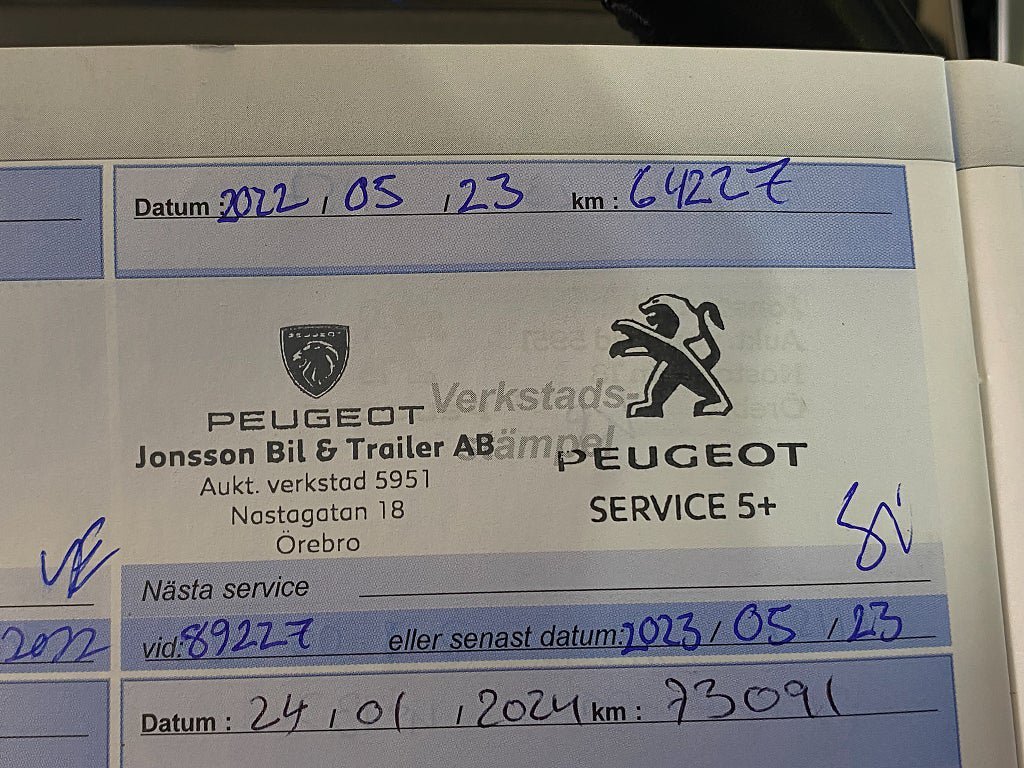 Datum : 2022 / 05 / 23 km : 64227
PEUGEOT
PEUGEOT
Jonsson Bil & Trailer AB
Aukt. verkstad 5951
Nastagatan 18
Örebro
Verkstads-
stämpel
PEUGEOT
SERVICE 5+
Nästa service
2022
vid: 89227 eller senast datum: 2023 / 05 / 23
Datum : 24 / 01 / 2024 km : 73091